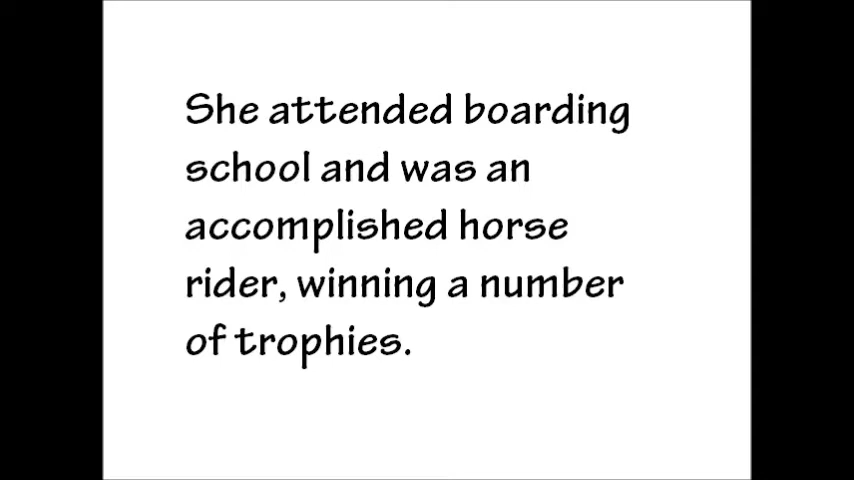 She attended boarding
school and was an
accomplished horse
rider, winning a number
of trophies.